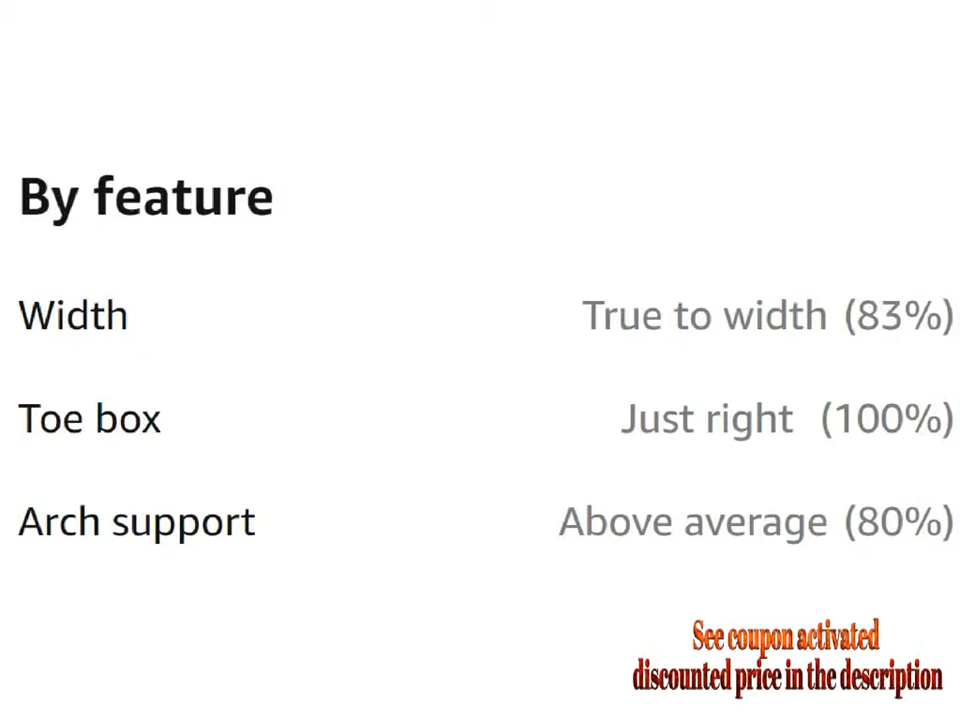 By feature
Width True to width (83%)
Toe box Just right (100%)
Arch support Above average (80%)
See coupon activated
discounted price in the description